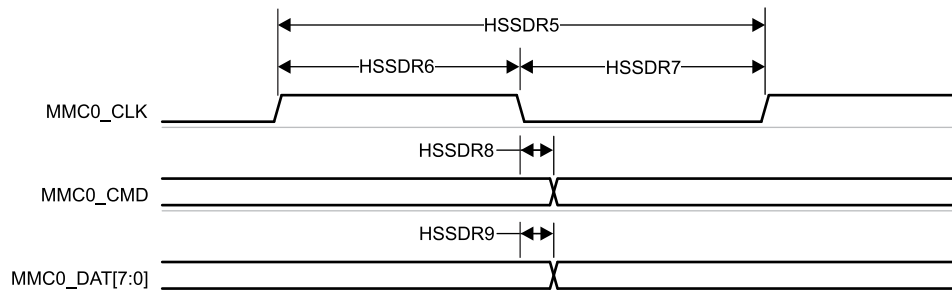 HSSDR5
HSSDR6 HSSDR7
MMC0_CLK
HSSDR8
MMC0_CMD
HSSDR9
MMC0_DAT[7:0]